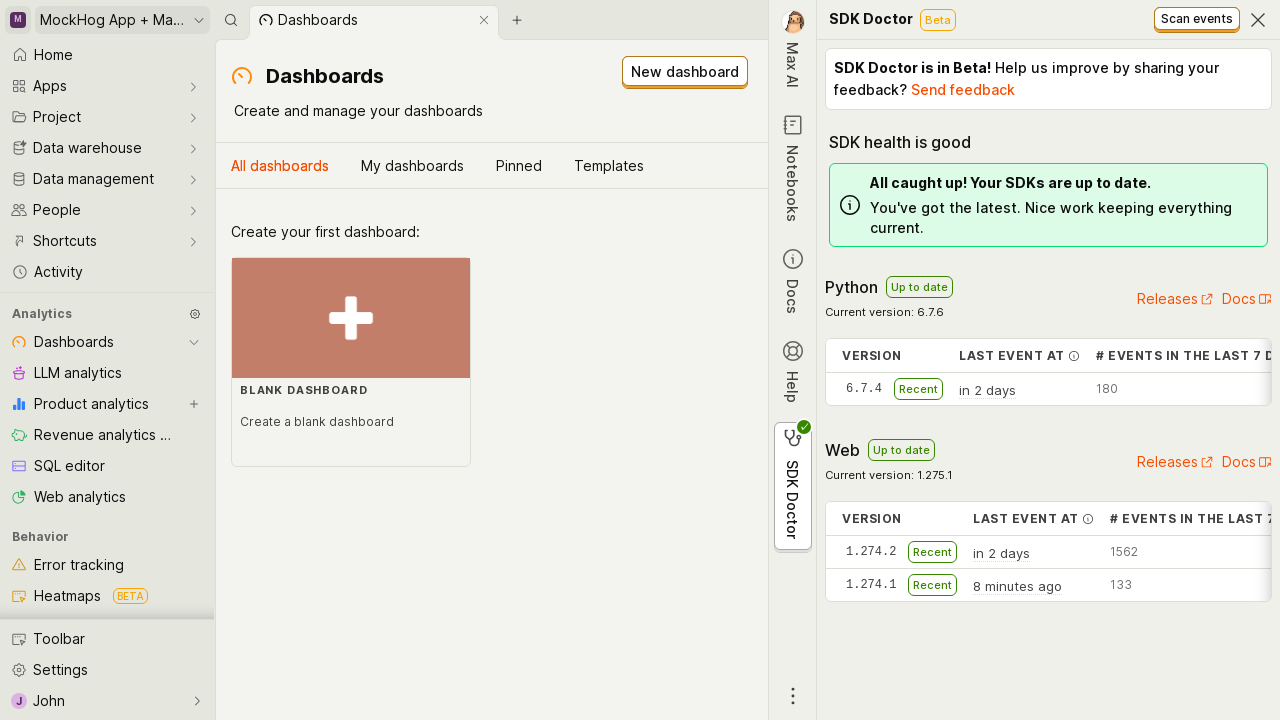 M MockHog App + Ma...
Home
Apps
Project
Data warehouse
Data management
People
Shortcuts
Activity
Analytics
Dashboards
LLM analytics
Product analytics
Revenue analytics ...
SQL editor
Web analytics
Behavior
Error tracking
Heatmaps BETA
Toolbar
Settings
J John
Dashboards
Dashboards
New dashboard
Create and manage your dashboards
All dashboards My dashboards Pinned Templates
Create your first dashboard:
BLANK DASHBOARD
Create a blank dashboard
Max AI
Notebooks
Docs
Help
SDK Doctor
SDK Doctor Beta
Scan events
SDK Doctor is in Beta! Help us improve by sharing your
feedback? Send feedback
SDK health is good
All caught up! Your SDKs are up to date.
You've got the latest. Nice work keeping everything
current.
Python Up to date
Releases Docs
Current version: 6.7.6
VERSION LAST EVENT AT # EVENTS IN THE LAST 7 D
6.7.4 Recent in 2 days 180
Web Up to date
Releases Docs
Current version: 1.275.1
VERSION LAST EVENT AT # EVENTS IN THE LAST 7
1.274.2 Recent in 2 days 1562
1.274.1 Recent 8 minutes ago 133